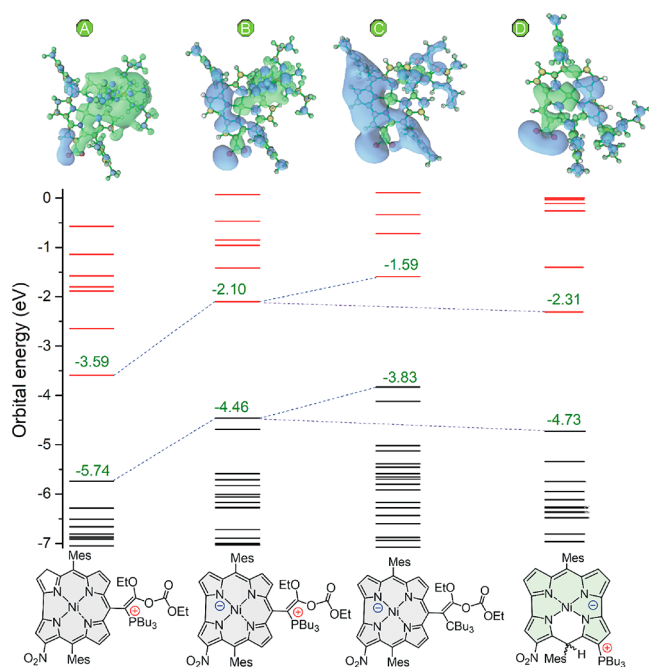 A B C D
0
-1
-2
-3
-4
-5
-6
-7
Orbital energy (eV)
-3.59
-5.74
-2.10
-4.46
-1.59
-3.83
-2.31
-4.73
Mes
N N
Ni
N N
EtO
O O
OEt
⊕
PBu3
O2N
Mes
Mes
N N
⊖ Ni
N N
EtO
O O
OEt
⊕
PBu3
O2N
Mes
Mes
N N
⊖ Ni
N N
EtO
O O
OEt
CBu3
O2N
Mes
Mes
N N
Ni ⊖
N N
H
Mes
⊕
PBu3
O2N